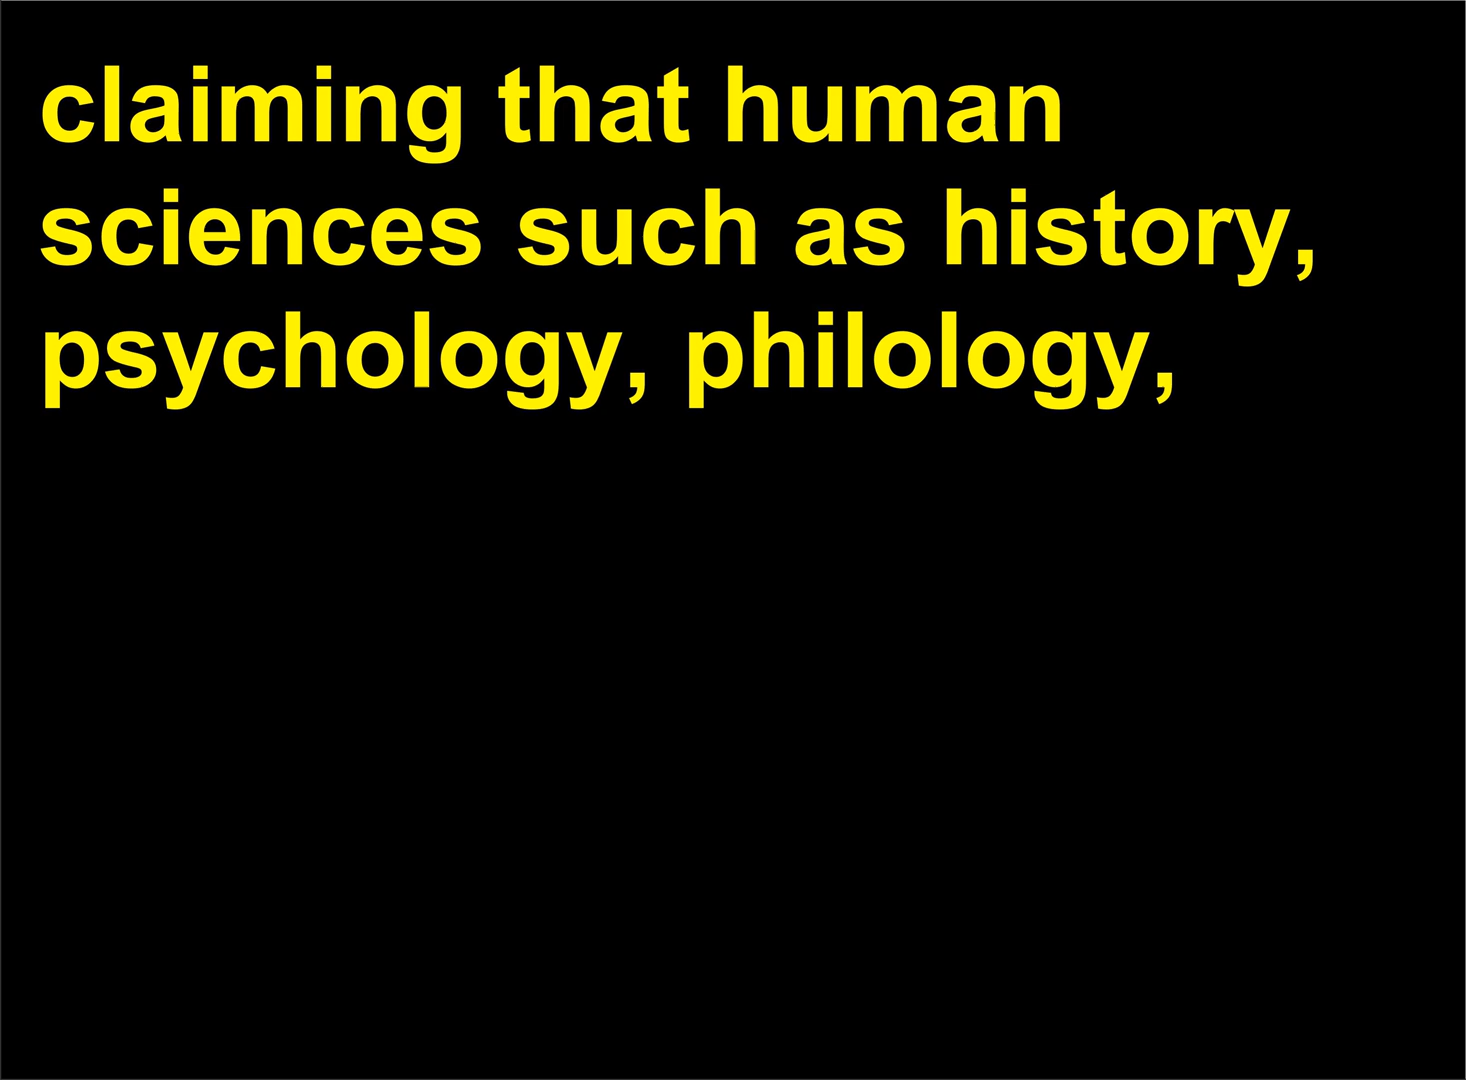 claiming that human
sciences such as history,
psychology, philology,